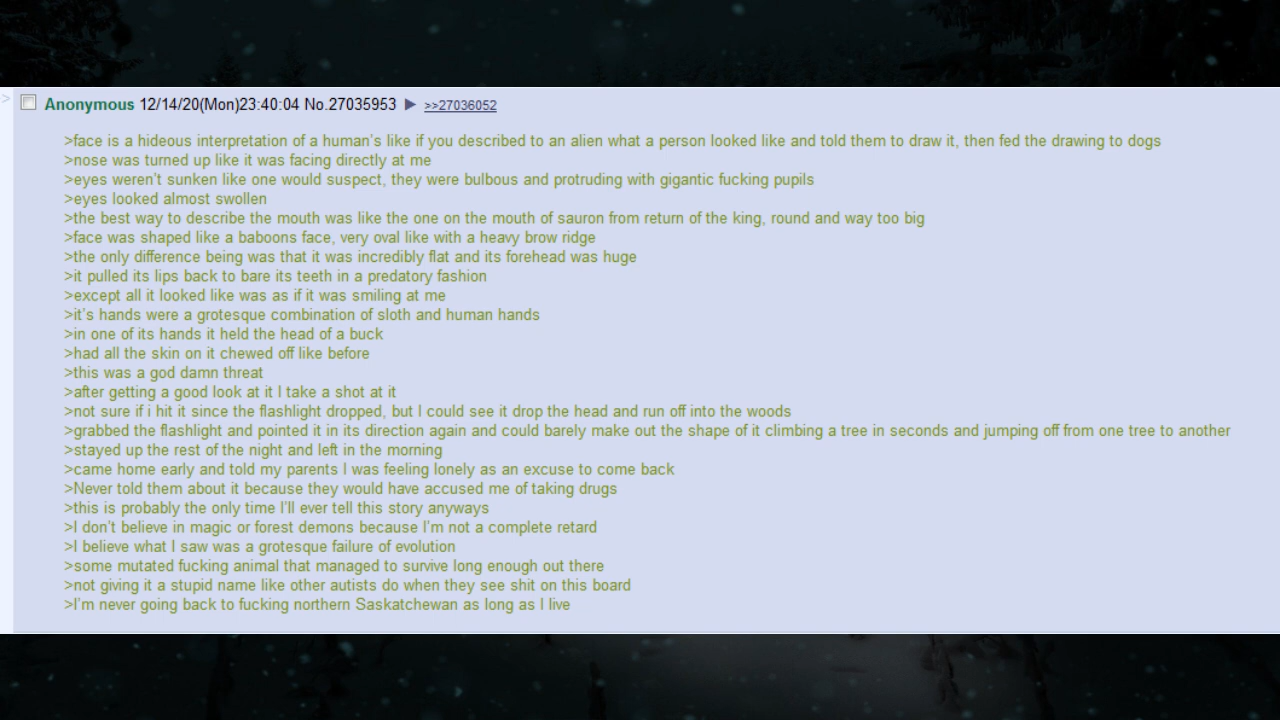 Anonymous 12/14/20(Mon)23:40:04 No.27035953 ▶ >>27036052
>face is a hideous interpretation of a human's like if you described to an alien what a person looked like and told them to draw it, then fed the drawing to dogs
>nose was turned up like it was facing directly at me
>eyes weren't sunken like one would suspect, they were bulbous and protruding with gigantic fucking pupils
>eyes looked almost swollen
>the best way to describe the mouth was like the one on the mouth of sauron from return of the king, round and way too big
>face was shaped like a baboons face, very oval like with a heavy brow ridge
>the only difference being was that it was incredibly flat and its forehead was huge
>it pulled its lips back to bare its teeth in a predatory fashion
>except all it looked like was as if it was smiling at me
>it's hands were a grotesque combination of sloth and human hands
>in one of its hands it held the head of a buck
>had all the skin on it chewed off like before
>this was a god damn threat
>after getting a good look at it I take a shot at it
>not sure if i hit it since the flashlight dropped, but I could see it drop the head and run off into the woods
>grabbed the flashlight and pointed it in its direction again and could barely make out the shape of it climbing a tree in seconds and jumping off from one tree to another
>stayed up the rest of the night and left in the morning
>came home early and told my parents I was feeling lonely as an excuse to come back
>Never told them about it because they would have accused me of taking drugs
>this is probably the only time I'll ever tell this story anyways
>I don't believe in magic or forest demons because I'm not a complete retard
>I believe what I saw was a grotesque failure of evolution
>some mutated fucking animal that managed to survive long enough out there
>not giving it a stupid name like other autists do when they see shit on this board
>I'm never going back to fucking northern Saskatchewan as long as I live